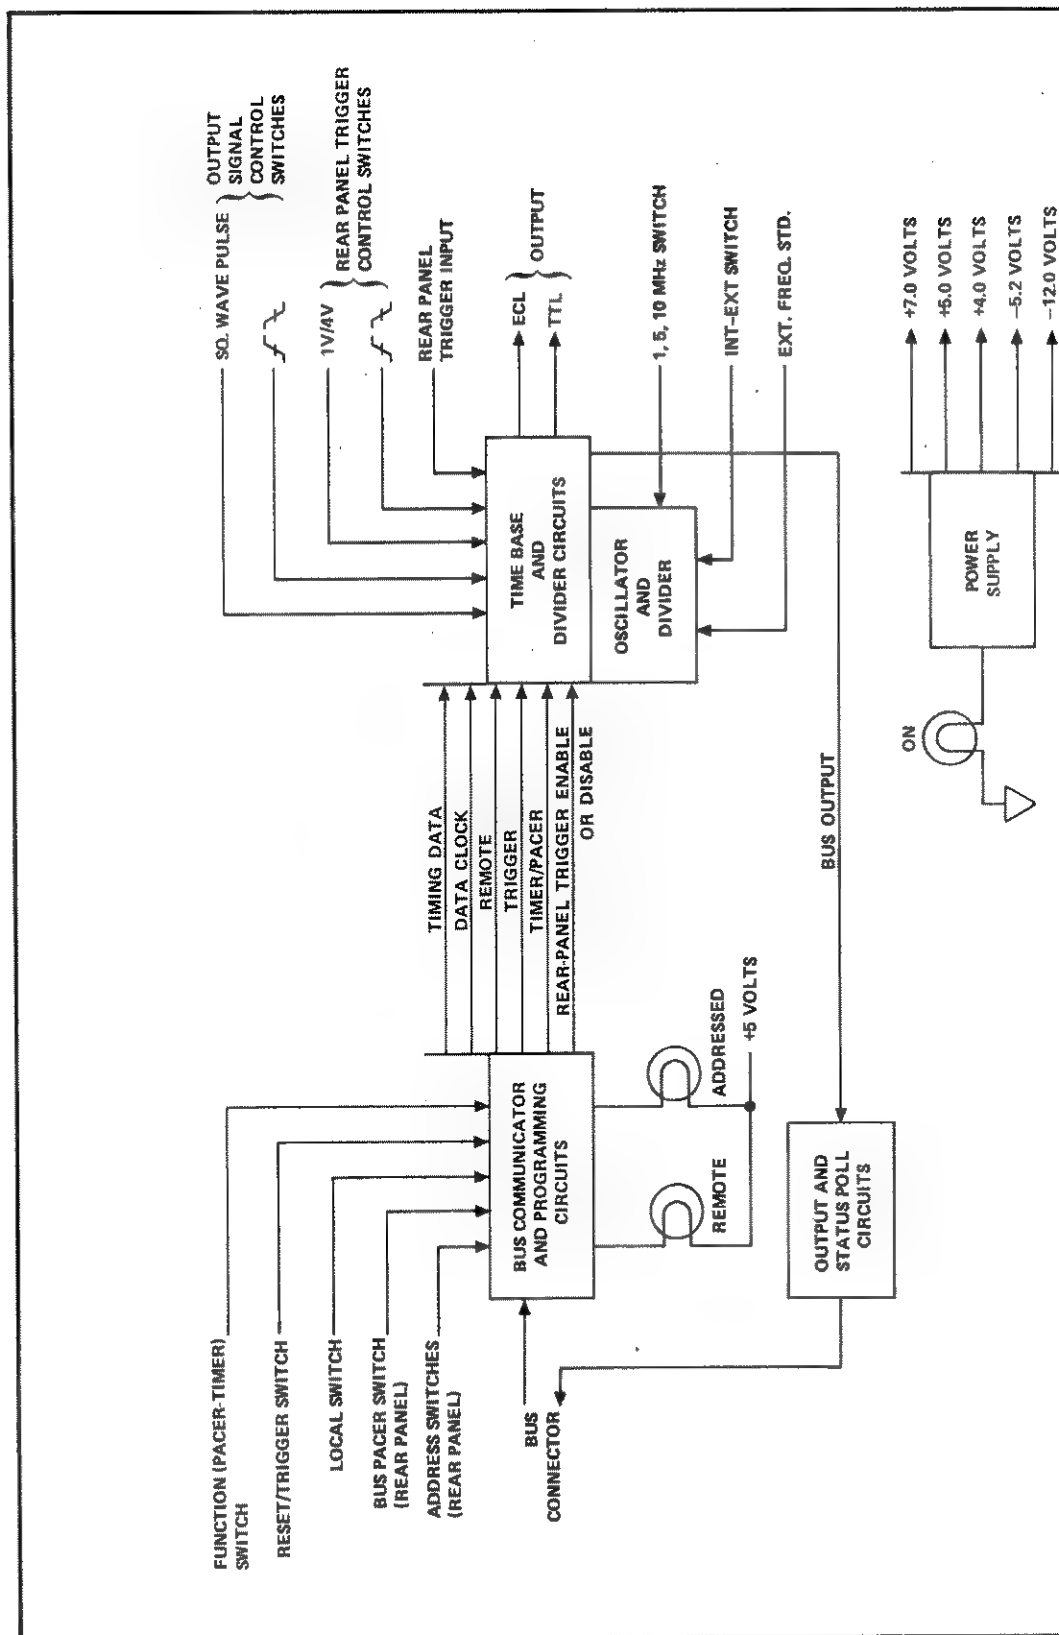 FUNCTION (PACER-TIMER)
SWITCH
RESET/TRIGGER SWITCH
LOCAL SWITCH
BUS PACER SWITCH
(REAR PANEL)
ADDRESS SWITCHES
(REAR PANEL)
BUS
CONNECTOR
BUS COMMUNICATOR
AND PROGRAMMING
CIRCUITS
REMOTE
ADDRESSED
+5 VOLTS
OUTPUT AND
STATUS POLL
CIRCUITS
TIMING DATA
DATA CLOCK
REMOTE
TRIGGER
TIMER/PACER
REAR-PANEL TRIGGER ENABLE
OR DISABLE
BUS OUTPUT
SQ. WAVE PULSE
OUTPUT
SIGNAL
CONTROL
SWITCHES
1V/4V
REAR PANEL TRIGGER
CONTROL SWITCHES
REAR PANEL
TRIGGER INPUT
TIME BASE
AND
DIVIDER CIRCUITS
ECL
TTL
OUTPUT
OSCILLATOR
AND
DIVIDER
1, 5, 10 MHz SWITCH
INT-EXT SWITCH
EXT. FREQ. STD.
ON
POWER
SUPPLY
+7.0 VOLTS
+5.0 VOLTS
+4.0 VOLTS
–5.2 VOLTS
–12.0 VOLTS